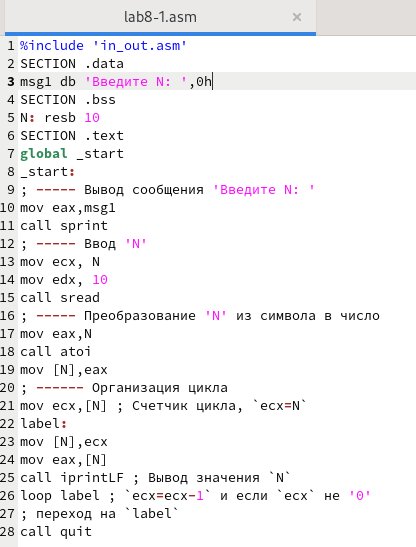 lab8-1.asm ×
1 %include 'in_out.asm'
2 SECTION .data
3 msg1 db 'Введите N: ',0h
4 SECTION .bss
5 N: resb 10
6 SECTION .text
7 global _start
8 _start:
9 ; ----- Вывод сообщения 'Введите N: '
10 mov eax,msg1
11 call sprint
12 ; ----- Ввод 'N'
13 mov ecx, N
14 mov edx, 10
15 call sread
16 ; ----- Преобразование 'N' из символа в число
17 mov eax,N
18 call atoi
19 mov [N],eax
20 ; ------ Организация цикла
21 mov ecx,[N] ; Счетчик цикла, `ecx=N`
22 label:
23 mov [N],ecx
24 mov eax,[N]
25 call iprintLF ; Вывод значения `N`
26 loop label ; `ecx=ecx-1` и если `ecx` не '0'
27 ; переход на `label`
28 call quit